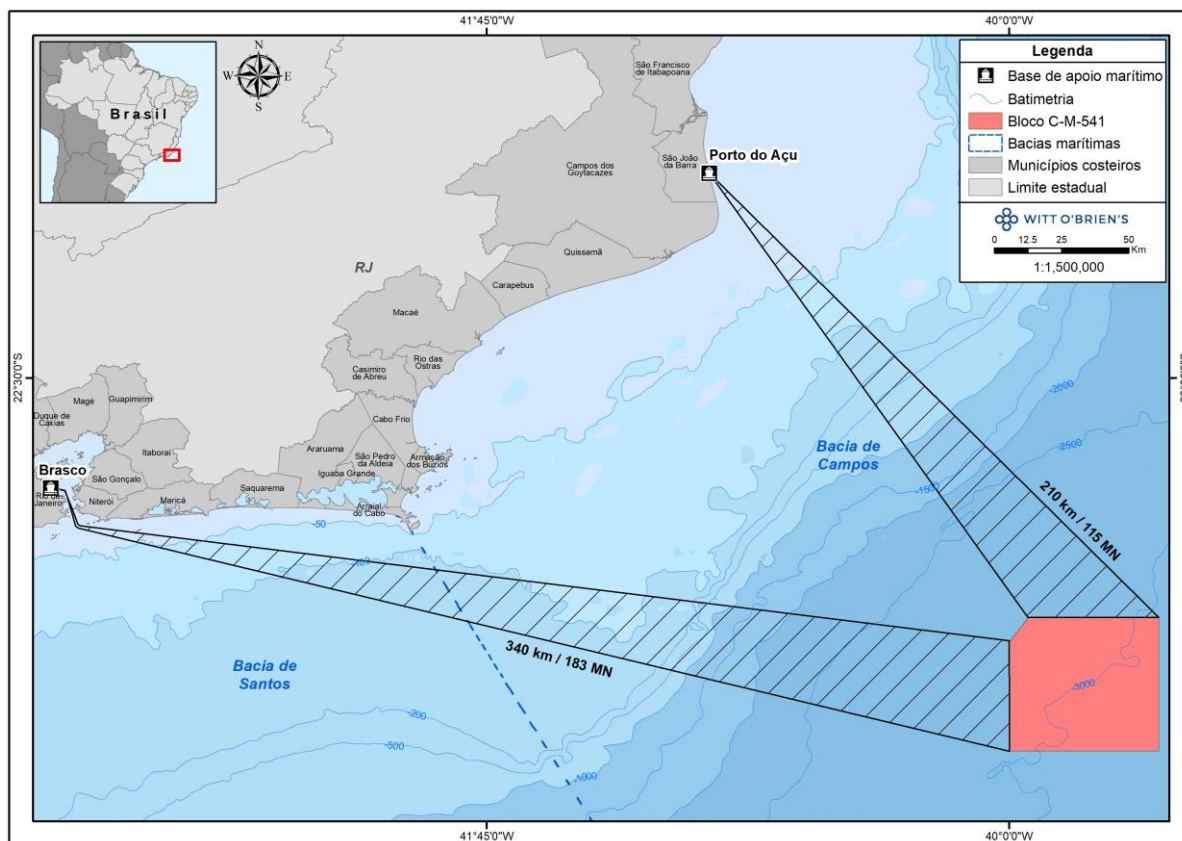 41°45'0"W
40°00'0"W
Brasil
N
W
E
S
São Francisco
de Itabapoana
Campos dos
Goytacazes
São João
da Barra
Porto do Açu
Legenda
Base de apoio marítimo
Batimetria
Bloco C-M-541
Bacias marítimas
Municípios costeiros
Limite estadual
WITT O'BRIEN'S
0 12.5 25 50
Km
1:1,500,000
RJ
Quissamã
Carapebus
Macaé
Rio das
Ostras
Casimiro
de Abreu
22°30'0"S
Magé
Guapimirim
Duque de
Caxias
Cabo Frio
Itaboraí
Araruama
São Pedro
da Aldeia
Armação
dos Búzios
Iguaba Grande
Brasco
São Gonçalo
Saquarema
Rio de
Janeiro
Niterói
Maricá
Arraial
do Cabo
Bacia de
Campos
-2000
-2500
-1500
210 km / 115 MN
-50
-100
340 km / 183 MN
Bacia de
Santos
-3000
-200
-500
-1000
41°45'0"W
40°00'0"W